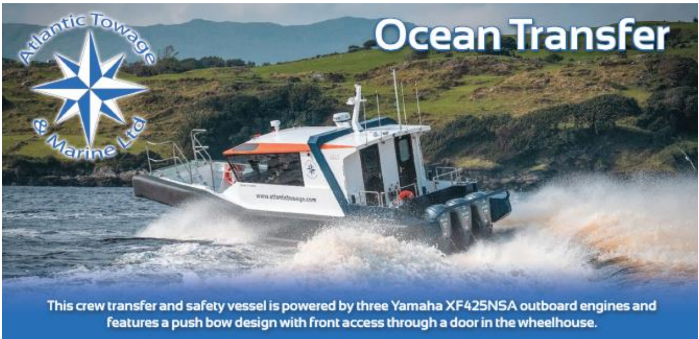 Atlantic Towage
& Marine Ltd
Ocean Transfer
www.atlantictowage.com
This crew transfer and safety vessel is powered by three Yamaha XF425NSA outboard engines and
features a push bow design with front access through a door in the wheelhouse.